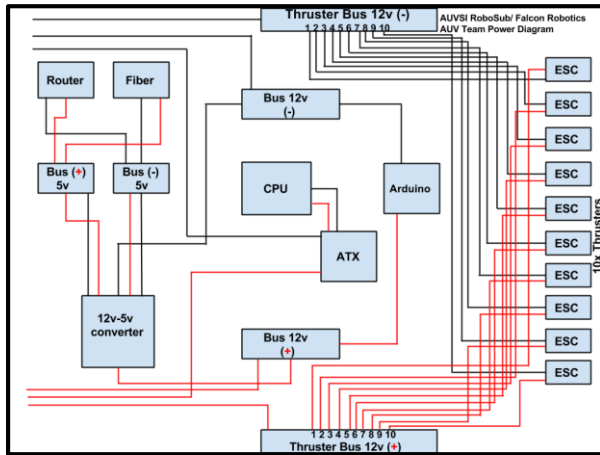 Thruster Bus 12v (-)
1 2 3 4 5 6 7 8 9 10
AUVSI RoboSub/ Falcon Robotics
AUV Team Power Diagram
Router
Fiber
Bus 12v
(-)
ESC
ESC
ESC
ESC
ESC
ESC
ESC
ESC
ESC
ESC
10x Thrusters
Bus (+)
5v
Bus (-)
5v
CPU
Arduino
ATX
12v-5v
converter
Bus 12v
(+)
1 2 3 4 5 6 7 8 9 10
Thruster Bus 12v (+)